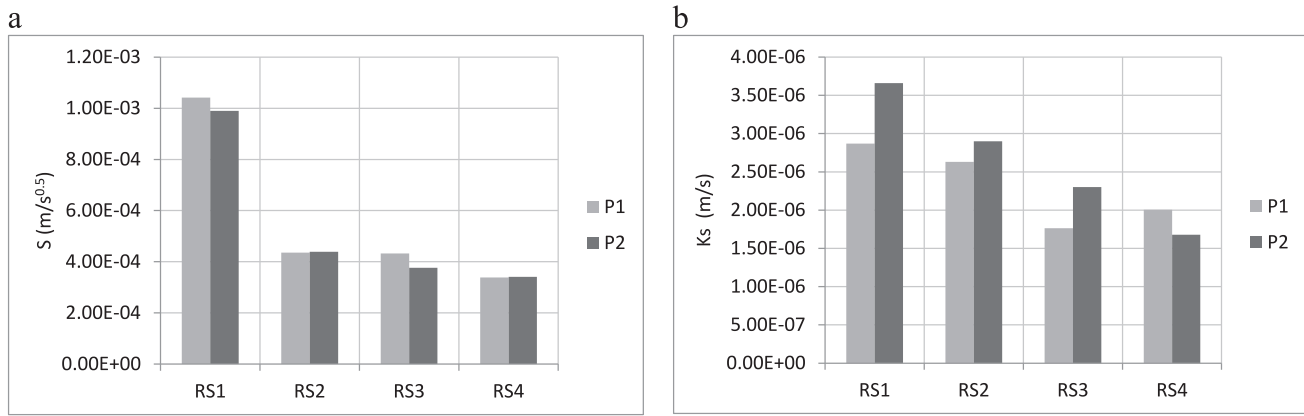 a
1.20E-03
1.00E-03
8.00E-04
6.00E-04
4.00E-04
2.00E-04
0.00E+00
S (m/s0.5)
RS1 RS2 RS3 RS4
P1
P2
b
4.00E-06
3.50E-06
3.00E-06
2.50E-06
2.00E-06
1.50E-06
1.00E-06
5.00E-07
0.00E+00
Ks (m/s)
RS1 RS2 RS3 RS4
P1
P2